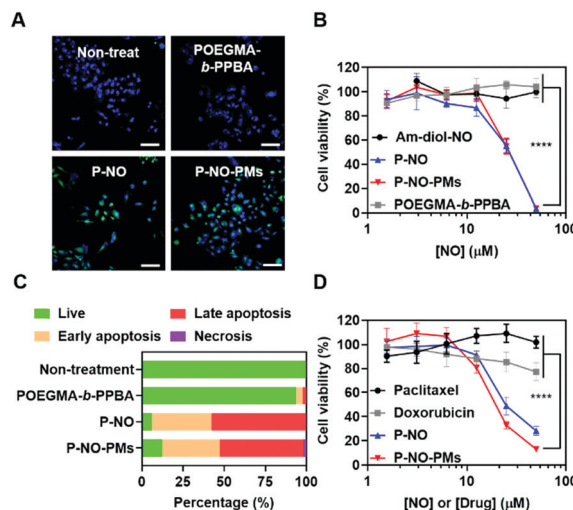 A
Non-treat
POEGMA-
b-PPBA
P-NO
P-NO-PMs
B
Cell viability (%)
120
100
80
60
40
20
0
Am-diol-NO
P-NO
P-NO-PMs
POEGMA-b-PPBA
****
1
10
100
[NO] (µM)
C
Live
Late apoptosis
Early apoptosis
Necrosis
Non-treatment
POEGMA-b-PPBA
P-NO
P-NO-PMs
0
50
100
Percentage (%)
D
Cell viability (%)
120
100
80
60
40
20
0
Paclitaxel
Doxorubicin
P-NO
P-NO-PMs
****
1
10
100
[NO] or [Drug] (µM)